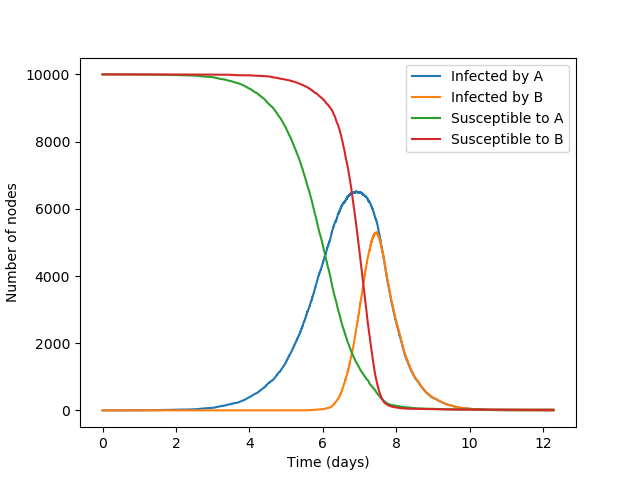 Infected by A
Infected by B
Susceptible to A
Susceptible to B
Number of nodes
10000
8000
6000
4000
2000
0
0 2 4 6 8 10 12
Time (days)